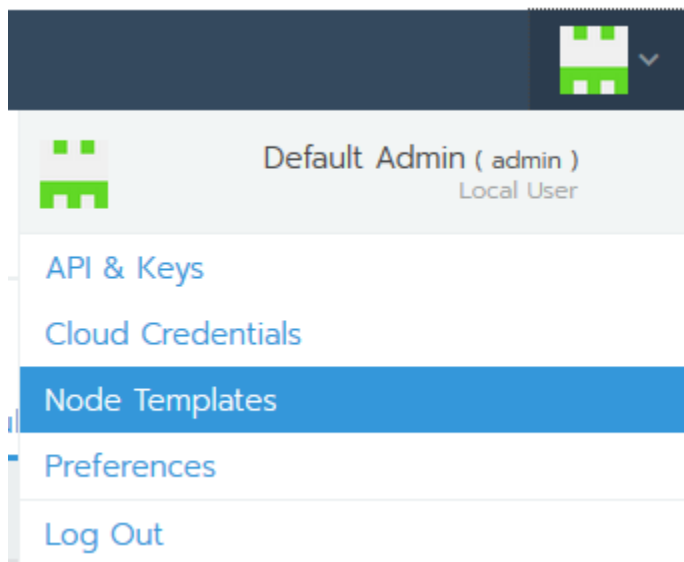 Default Admin ( admin )
Local User
API & Keys
Cloud Credentials
Node Templates
Preferences
Log Out